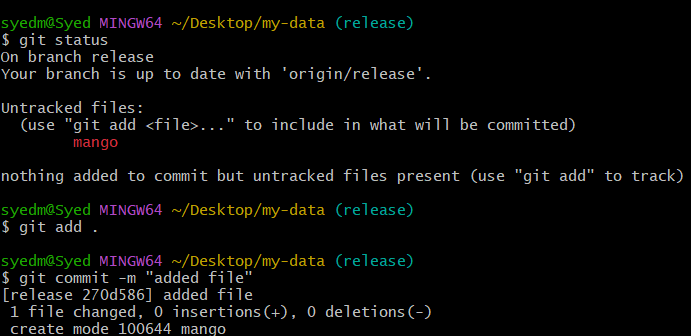 syedm@Syed MINGW64 ~/Desktop/my-data (release)
$ git status
On branch release
Your branch is up to date with 'origin/release'.
Untracked files:
(use "git add <file>..." to include in what will be committed)
mango
nothing added to commit but untracked files present (use "git add" to track)
syedm@Syed MINGW64 ~/Desktop/my-data (release)
$ git add .
syedm@Syed MINGW64 ~/Desktop/my-data (release)
$ git commit -m "added file"
[release 270d586] added file
1 file changed, 0 insertions(+), 0 deletions(-)
create mode 100644 mango